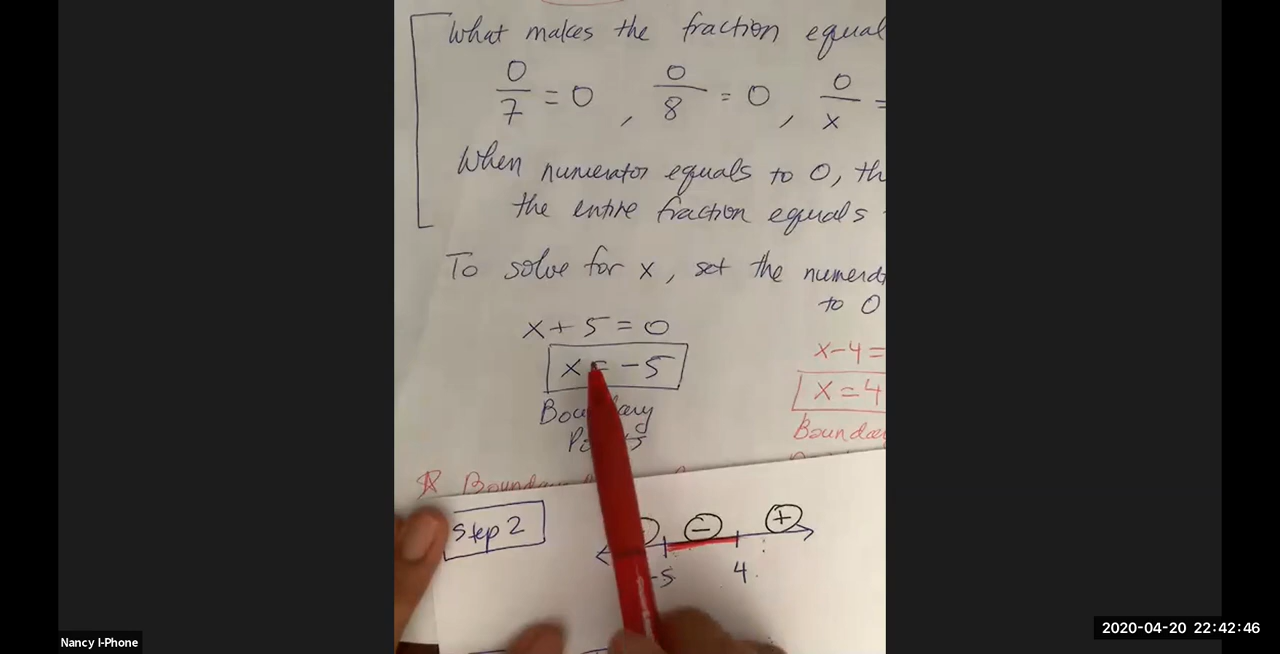 What makes the fraction equal
0/7 = 0 , 0/8 = 0 , 0/x =
When numerator equals to 0, th
the entire fraction equals
To solve for x, set the numerat
to 0
x + 5 = 0
x = -5
Boundary
Points
x-4 =
x = 4
Boundar
Step 2
- +
-5 4
Nancy I-Phone
2020-04-20 22:42:46